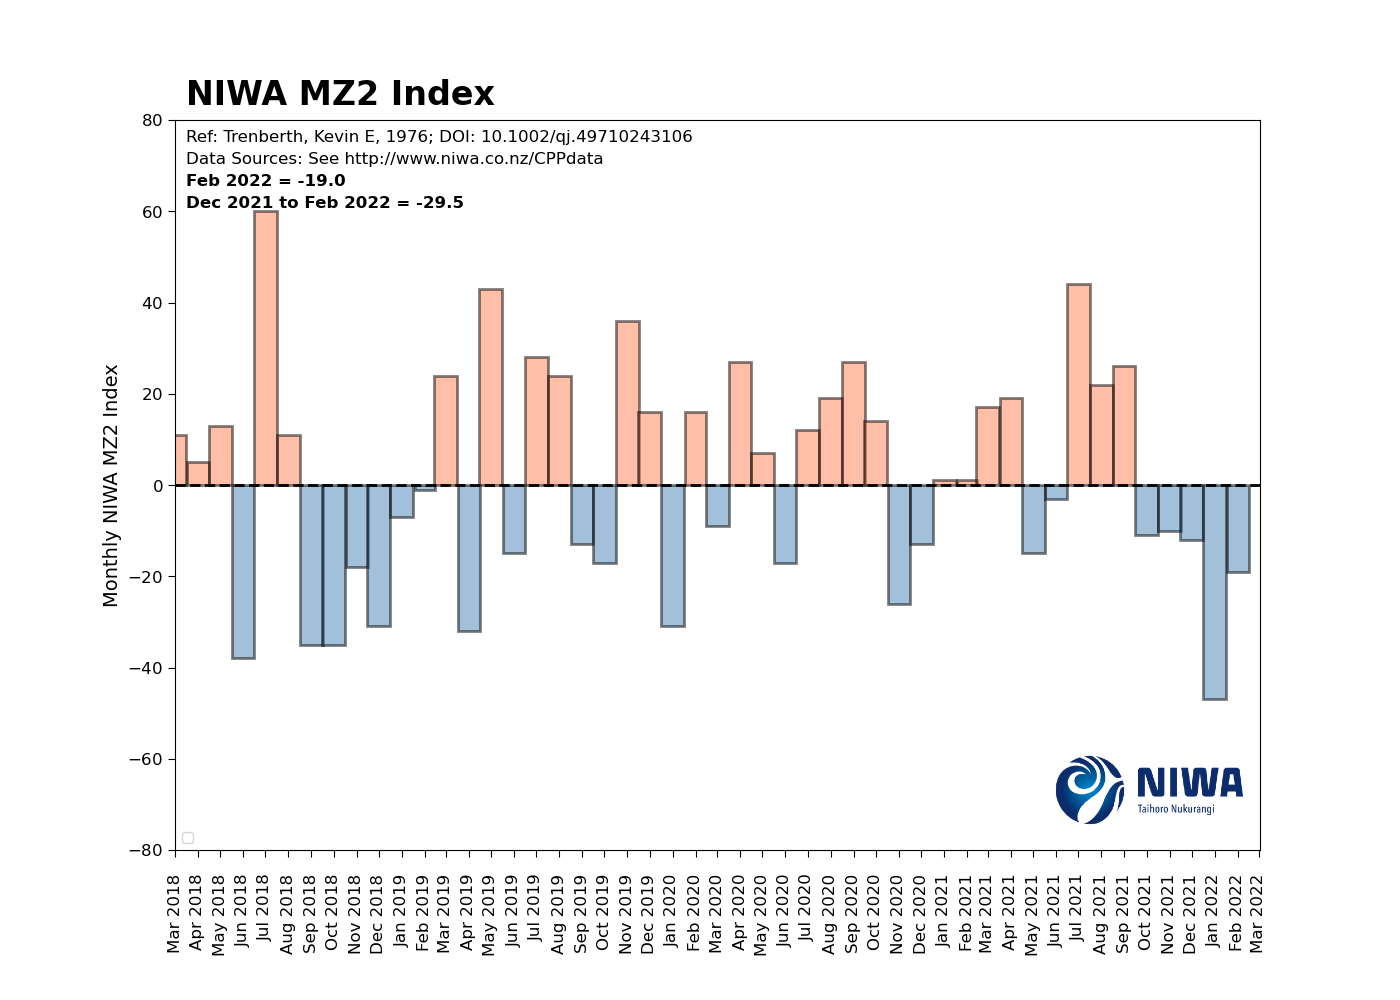 NIWA MZ2 Index
Ref: Trenberth, Kevin E, 1976; DOI: 10.1002/qj.49710243106
Data Sources: See http://www.niwa.co.nz/CPPdata
Feb 2022 = -19.0
Dec 2021 to Feb 2022 = -29.5
Monthly NIWA MZ2 Index
80
60
40
20
0
−20
−40
−60
−80
NIWA
Taihoro Nukurangi
Mar 2018
Apr 2018
May 2018
Jun 2018
Jul 2018
Aug 2018
Sep 2018
Oct 2018
Nov 2018
Dec 2018
Jan 2019
Feb 2019
Mar 2019
Apr 2019
May 2019
Jun 2019
Jul 2019
Aug 2019
Sep 2019
Oct 2019
Nov 2019
Dec 2019
Jan 2020
Feb 2020
Mar 2020
Apr 2020
May 2020
Jun 2020
Jul 2020
Aug 2020
Sep 2020
Oct 2020
Nov 2020
Dec 2020
Jan 2021
Feb 2021
Mar 2021
Apr 2021
May 2021
Jun 2021
Jul 2021
Aug 2021
Sep 2021
Oct 2021
Nov 2021
Dec 2021
Jan 2022
Feb 2022
Mar 2022